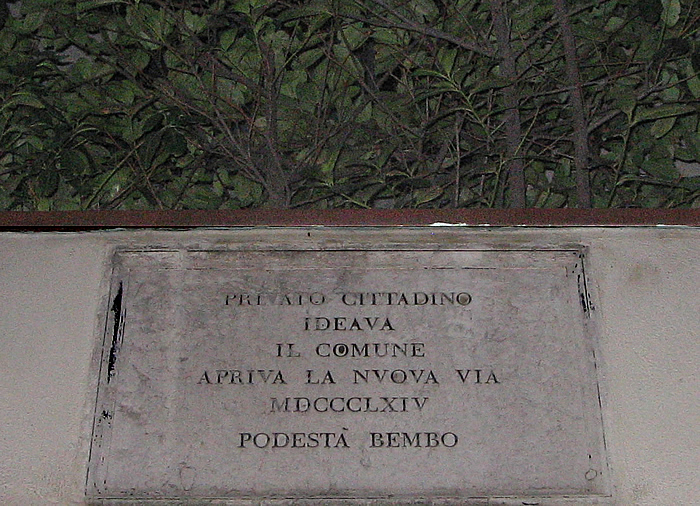 PRIVATO CITTADINO
IDEAVA
IL COMUNE
APRIVA LA NVOVA VIA
MDCCCLXIV
PODESTÀ BEMBO